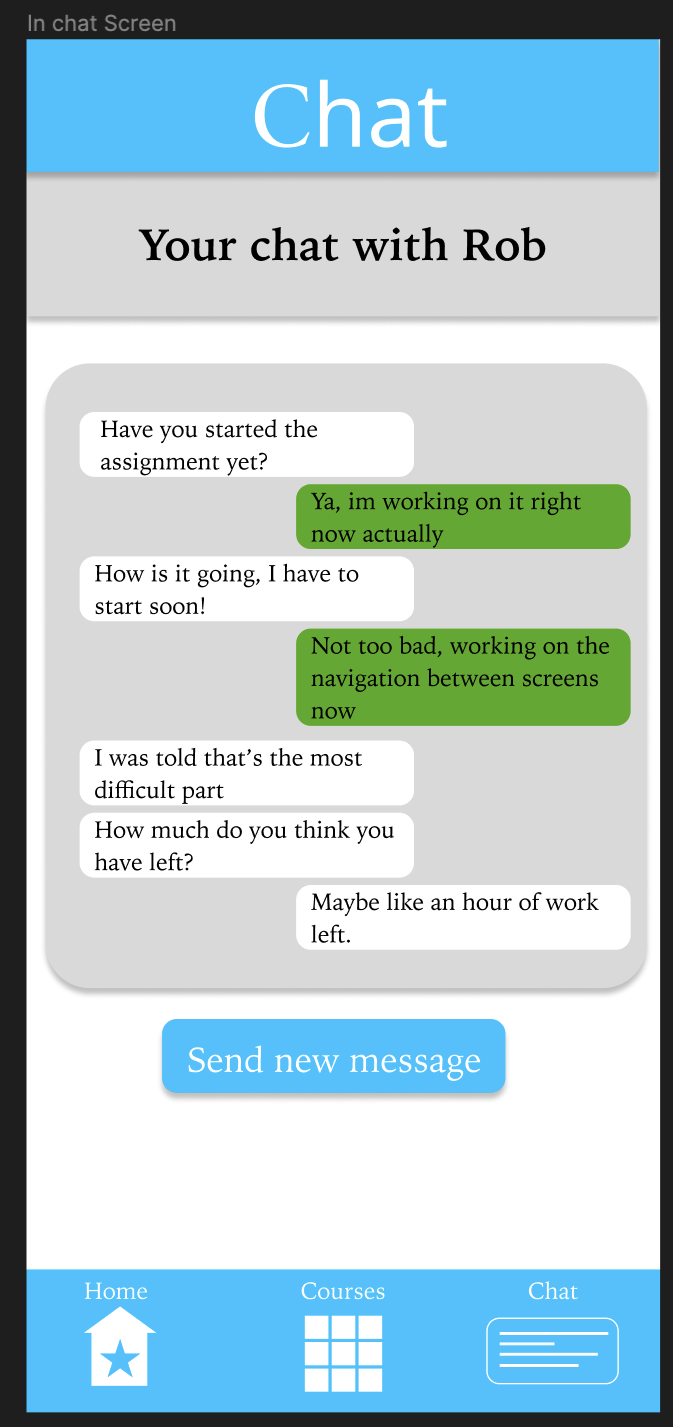 In chat Screen
Chat
Your chat with Rob
Have you started the
assignment yet?
Ya, im working on it right
now actually
How is it going, I have to
start soon!
Not too bad, working on the
navigation between screens
now
I was told that’s the most
difficult part
How much do you think you
have left?
Maybe like an hour of work
left.
Send new message
Home
Courses
Chat